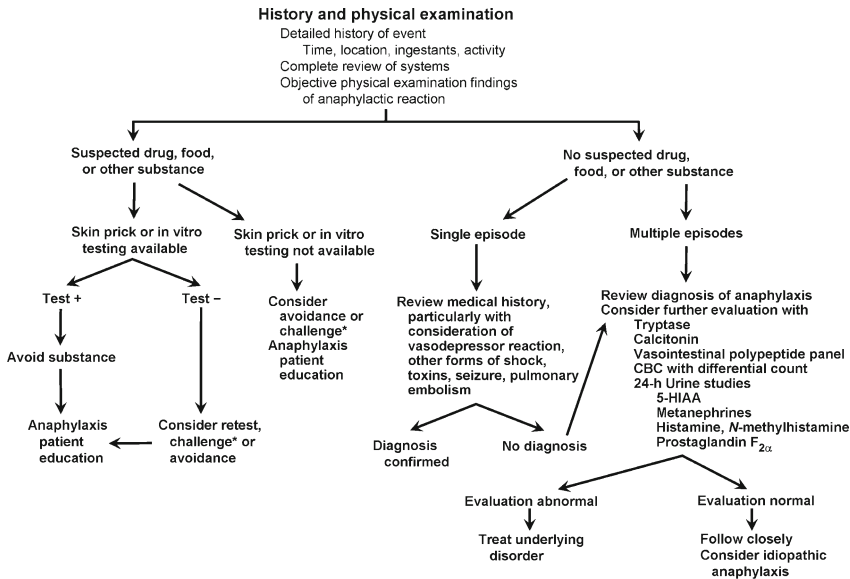 History and physical examination
Detailed history of event
Time, location, ingestants, activity
Complete review of systems
Objective physical examination findings
of anaphylactic reaction
Suspected drug, food,
or other substance
No suspected drug,
food, or other substance
Skin prick or in vitro
testing available
Skin prick or in vitro
testing not available
Single episode
Multiple episodes
Test +
Test –
Consider
avoidance or
challenge*
Anaphylaxis
patient
education
Review medical history,
particularly with
consideration of
vasodepressor reaction,
other forms of shock,
toxins, seizure, pulmonary
embolism
Review diagnosis of anaphylaxis
Consider further evaluation with
Tryptase
Calcitonin
Vasointestinal polypeptide panel
CBC with differential count
24-h Urine studies
5-HIAA
Metanephrines
Histamine, N-methylhistamine
Prostaglandin F2α
Avoid substance
Anaphylaxis
patient
education
Consider retest,
challenge* or
avoidance
Diagnosis
confirmed
No diagnosis
Evaluation abnormal
Evaluation normal
Treat underlying
disorder
Follow closely
Consider idiopathic
anaphylaxis